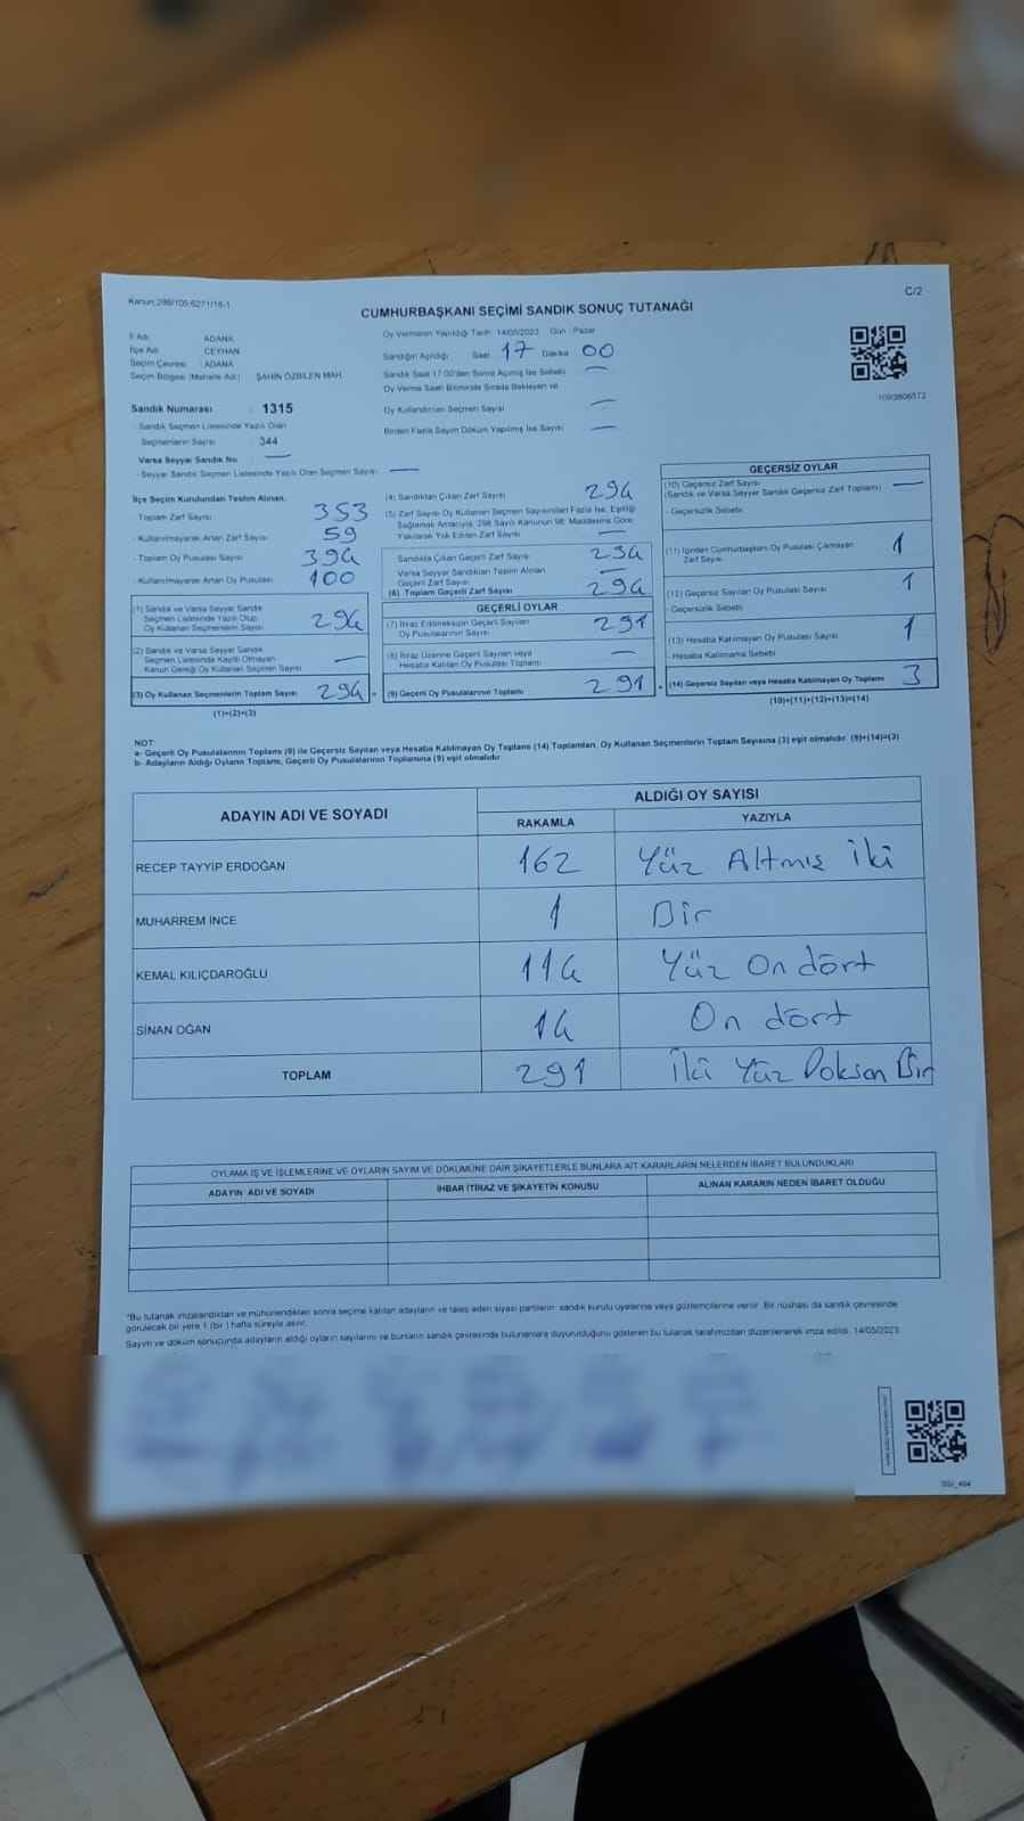 Kanun:298/105-6271/16-1
C/2
CUMHURBAŞKANI SEÇİMİ SANDIK SONUÇ TUTANAĞI
İl Adı : ADANA
İlçe Adı : CEYHAN
Seçim Çevresi : ADANA
Seçim Bölgesi (Mahalle Adı) : ŞAHİN ÖZBİLEN MAH.
Oy Vermenin Yapıldığı Tarih: 14/05/2023 Gün : Pazar
Sandığın Açıldığı Saat 17 Dakika 00
Sandık Saat 17:00'den Sonra Açılmış İse Sebebi —
Oy Verme Saati Bitiminde Sırada Bekleyen ve
Oy Kullandırılan Seçmen Sayısı —
Birden Fazla Sayım Döküm Yapılmış İse Sayısı —
Sandık Numarası : 1315
- Sandık Seçmen Listesinde Yazılı Olan
Seçmenlerin Sayısı : 344
Varsa Seyyar Sandık No : —
- Seyyar Sandık Seçmen Listesinde Yazılı Olan Seçmen Sayısı : —
İlçe Seçim Kurulundan Teslim Alınan;
- Toplam Zarf Sayısı : 353
- Kullanılmayarak Artan Zarf Sayısı : 59
- Toplam Oy Pusulası Sayısı : 394
- Kullanılmayarak Artan Oy Pusulası : 100
(1) Sandık ve Varsa Seyyar Sandık
Seçmen Listesinde Yazılı Olup
Oy Kullanan Seçmenlerin Sayısı 294
(2) Sandık ve Varsa Seyyar Sandık
Seçmen Listesinde Kayıtlı Olmayan
Kanun Gereği Oy Kullanan Seçmen Sayısı —
(3) Oy Kullanan Seçmenlerin Toplam Sayısı 294
(1)+(2)=(3)
(4) Sandıktan Çıkan Zarf Sayısı 294
(5) Zarf Sayısı Oy Kullanan Seçmen Sayısından Fazla İse, Eşitliği
Sağlamak Amacıyla, 298 Sayılı Kanunun 98. Maddesine Göre
Yakılarak Yok Edilen Zarf Sayısı —
Sandıkta Çıkan Geçerli Zarf Sayısı 294
Varsa Seyyar Sandıktan Teslim Alınan
Geçerli Zarf Sayısı —
(6) Toplam Geçerli Zarf Sayısı 294
GEÇERLİ OYLAR
(7) İtiraz Edilmeksizin Geçerli Sayılan
Oy Pusulalarının Sayısı 291
(8) İtiraz Üzerine Geçerli Sayılan veya
Hesaba Katılan Oy Pusulası Toplamı —
(9) Geçerli Oy Pusulalarının Toplamı 291
GEÇERSİZ OYLAR
(10) Geçersiz Zarf Sayısı
(Sandık ve Varsa Seyyar Sandık Geçersiz Zarf Toplamı) —
- Geçersizlik Sebebi
(11) İçinden Cumhurbaşkanı Oy Pusulası Çıkmayan
Zarf Sayısı 1
(12) Geçersiz Sayılan Oy Pusulası Sayısı 1
- Geçersizlik Sebebi
(13) Hesaba Katılmayan Oy Pusulası Sayısı 1
- Hesaba Katılmama Sebebi
(14) Geçersiz Sayılan veya Hesaba Katılmayan Oy Toplamı 3
(10)+(11)+(12)+(13)=(14)
NOT:
a- Geçerli Oy Pusulalarının Toplamı (9) ile Geçersiz Sayılan veya Hesaba Katılmayan Oy Toplamı (14) Toplamları, Oy Kullanan Seçmenlerin Toplam Sayısına (3) eşit olmalıdır. (9)+(14)=(3)
b- Adayların Aldığı Oyların Toplamı, Geçerli Oy Pusulalarının Toplamına (9) eşit olmalıdır.
ADAYIN ADI VE SOYADI
ALDIĞI OY SAYISI
RAKAMLA YAZIYLA
RECEP TAYYİP ERDOĞAN 162 Yüz Altmış İki
MUHARREM İNCE 1 Bir
KEMAL KILIÇDAROĞLU 114 Yüz On dört
SİNAN OĞAN 14 On dört
TOPLAM 291 İki Yüz Doksan Bir
OYLAMA İŞ VE İŞLEMLERİNE VE OYLARIN SAYIM VE DÖKÜMÜNE DAİR ŞİKAYETLERLE BUNLARA AİT KARARLARIN NELERDEN İBARET BULUNDUKLARI
ADAYIN ADI VE SOYADI İHBAR İTİRAZ VE ŞİKAYETİN KONUSU ALINAN KARARIN NEDEN İBARET OLDUĞU
*Bu tutanak imzalandıktan ve mühürlendikten sonra seçime katılan adayların ve talep eden siyasi partilerin sandık kurulu üyelerine veya gözlemcilerine verilir. Bir nüshası da sandık çevresinde
görülecek bir yere 1 (bir) hafta süreyle asılır.
Sayım ve döküm sonucunda adayların aldığı oyların sayılarını ve bunların sandık çevresinde bulunanlara duyurulduğunu gösteren bu tutanak tarafımızdan düzenlenerek imza edildi. 14/05/2023